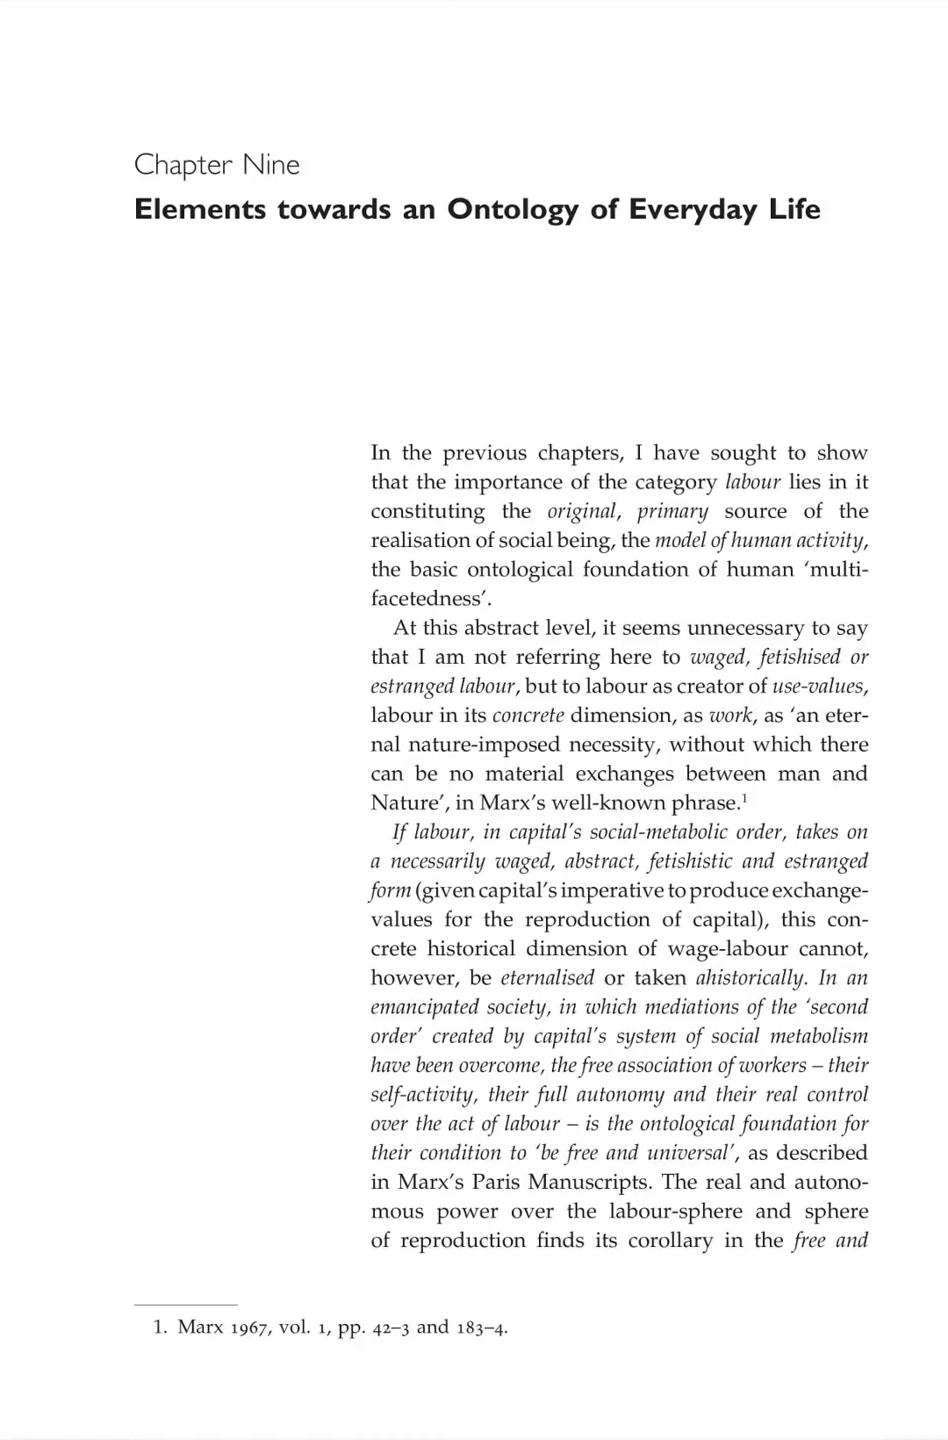 Chapter Nine
Elements towards an Ontology of Everyday Life
In the previous chapters, I have sought to show
that the importance of the category labour lies in it
constituting the original, primary source of the
realisation of social being, the model of human activity,
the basic ontological foundation of human ‘multi-
facetedness’.
At this abstract level, it seems unnecessary to say
that I am not referring here to waged, fetishised or
estranged labour, but to labour as creator of use-values,
labour in its concrete dimension, as work, as ‘an eter-
nal nature-imposed necessity, without which there
can be no material exchanges between man and
Nature’, in Marx’s well-known phrase.¹
If labour, in capital’s social-metabolic order, takes on
a necessarily waged, abstract, fetishistic and estranged
form (given capital’s imperative to produce exchange-
values for the reproduction of capital), this con-
crete historical dimension of wage-labour cannot,
however, be eternalised or taken ahistorically. In an
emancipated society, in which mediations of the ‘second
order’ created by capital’s system of social metabolism
have been overcome, the free association of workers – their
self-activity, their full autonomy and their real control
over the act of labour – is the ontological foundation for
their condition to ‘be free and universal’, as described
in Marx’s Paris Manuscripts. The real and autono-
mous power over the labour-sphere and sphere
of reproduction finds its corollary in the free and
1. Marx 1967, vol. 1, pp. 42–3 and 183–4.